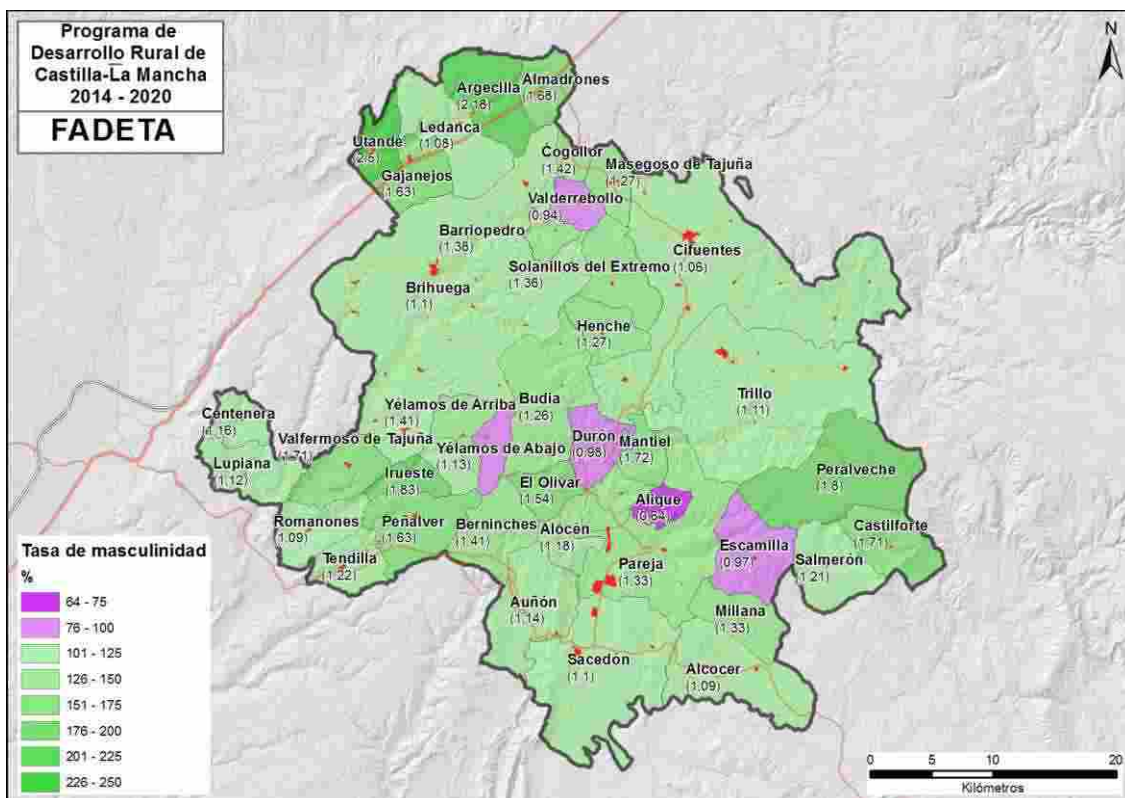 Programa de
Desarrollo Rural de
Castilla-La Mancha
2014 - 2020
FADETA
N
Almadrones
(1.68)
Argecilla
(2.18)
Ledanca
(1.08)
Utande
(2.5)
Gajanejos
(1.63)
Cogollor
(1.42)
Masegoso de Tajuña
(1.27)
Valderrebollo
(0.94)
Barriopedro
(1.38)
Cifuentes
(1.06)
Solanillos del Extremo
(1.36)
Brihuega
(1.1)
Henche
(1.27)
Trillo
(1.11)
Budia
(1.26)
Yélamos de Arriba
(1.41)
Centenera
(1.16)
Valfermoso de Tajuña
(1.71)
Durón
(0.98)
Mantiel
(1.72)
Yélamos de Abajo
(1.13)
Lupiana
(1.12)
Irueste
(1.83)
Peralveche
(1.8)
El Olivar
(1.54)
Alique
(0.64)
Romanones
(1.09)
Peñalver
(1.63)
Berninches
(1.41)
Alocén
(1.18)
Castilforte
(1.71)
Escamilla
(0.97)
Salmerón
(1.21)
Tendilla
(1.22)
Pareja
(1.33)
Auñón
(1.14)
Millana
(1.33)
Sacedón
(1.1)
Alcocer
(1.09)
Tasa de masculinidad
%
64 - 75
76 - 100
101 - 125
126 - 150
151 - 175
176 - 200
201 - 225
226 - 250
0 5 10 20
Kilómetros